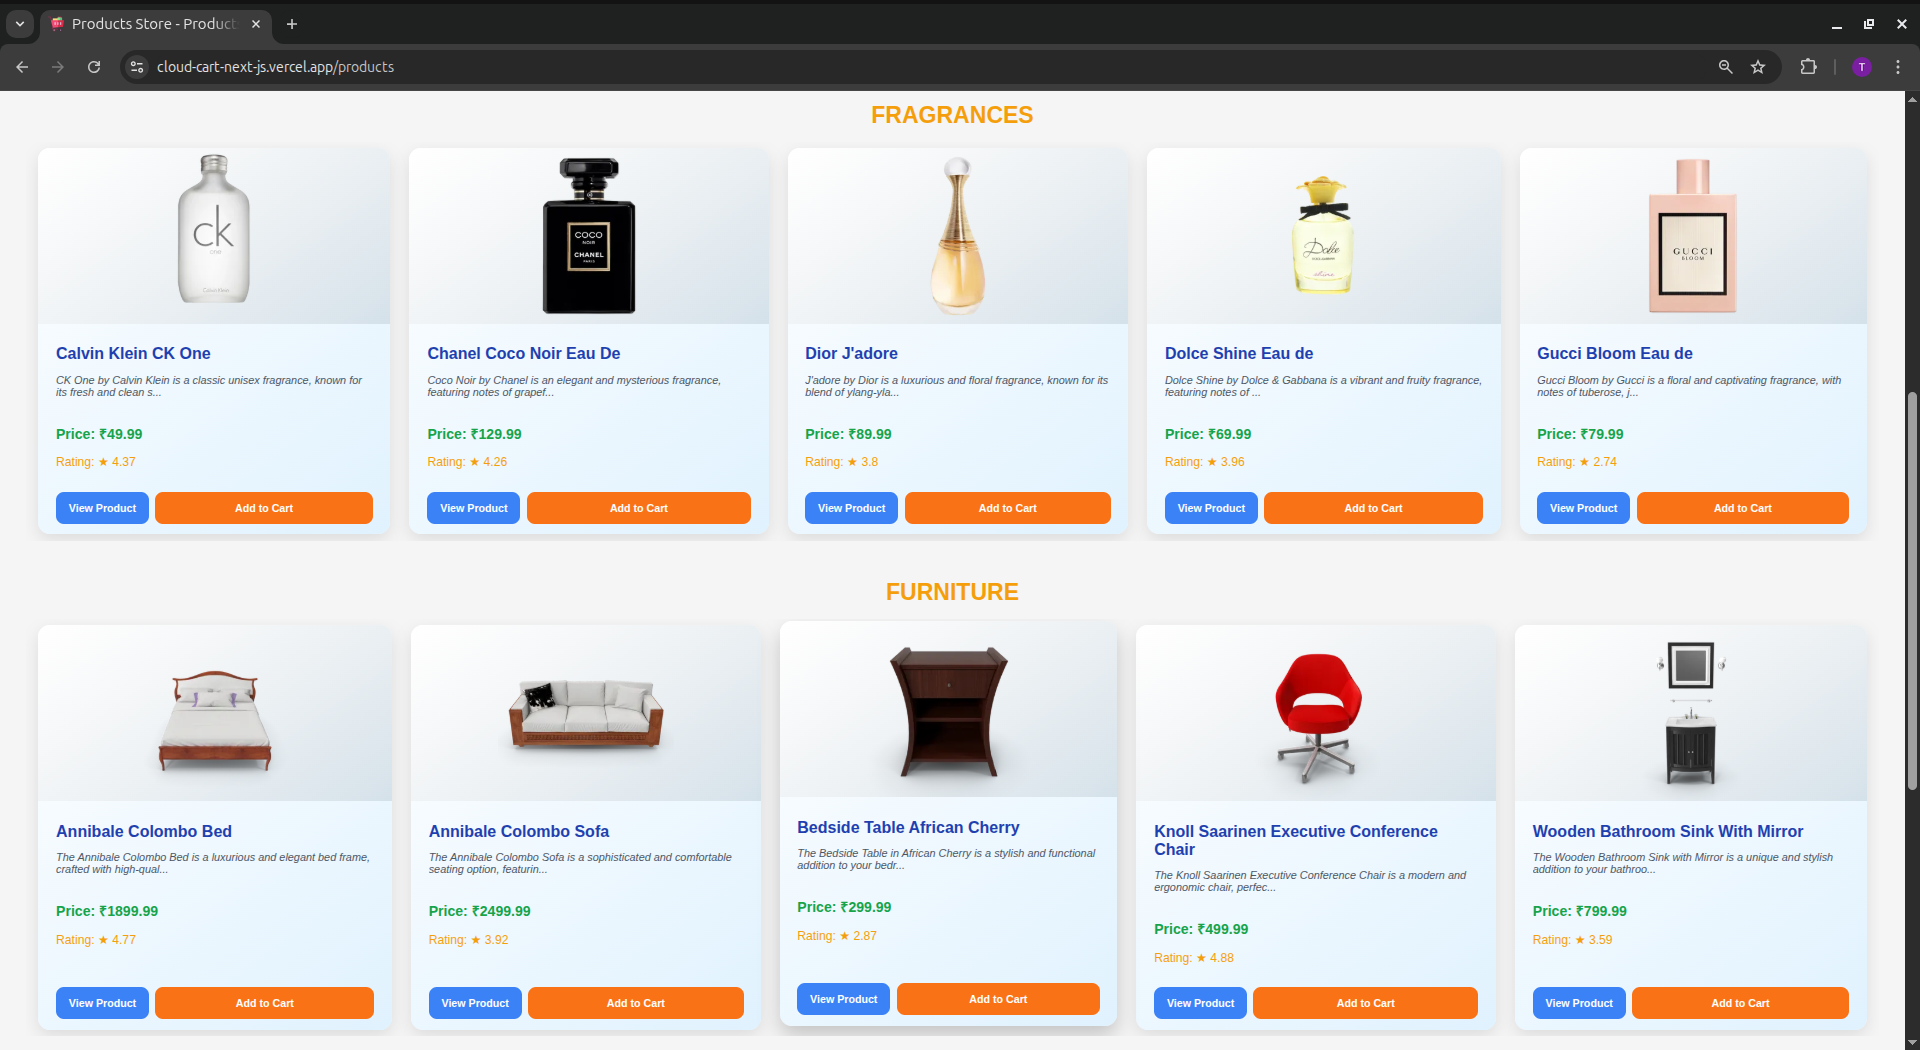 Products Store - Product
cloud-cart-next-js.vercel.app/products
T
FRAGRANCES
ck
one
Calvin Klein
COCO
NOIR
CHANEL
PARIS
Dolce
shine
GUCCI
BLOOM
Calvin Klein CK One
CK One by Calvin Klein is a classic unisex fragrance, known for
its fresh and clean s...
Price: ₹49.99
Rating: ★ 4.37
View Product
Add to Cart
Chanel Coco Noir Eau De
Coco Noir by Chanel is an elegant and mysterious fragrance,
featuring notes of grapef...
Price: ₹129.99
Rating: ★ 4.26
View Product
Add to Cart
Dior J'adore
J'adore by Dior is a luxurious and floral fragrance, known for its
blend of ylang-yla...
Price: ₹89.99
Rating: ★ 3.8
View Product
Add to Cart
Dolce Shine Eau de
Dolce Shine by Dolce & Gabbana is a vibrant and fruity fragrance,
featuring notes of ...
Price: ₹69.99
Rating: ★ 3.96
View Product
Add to Cart
Gucci Bloom Eau de
Gucci Bloom by Gucci is a floral and captivating fragrance, with
notes of tuberose, j...
Price: ₹79.99
Rating: ★ 2.74
View Product
Add to Cart
FURNITURE
Annibale Colombo Bed
The Annibale Colombo Bed is a luxurious and elegant bed frame,
crafted with high-qual...
Price: ₹1899.99
Rating: ★ 4.77
View Product
Add to Cart
Annibale Colombo Sofa
The Annibale Colombo Sofa is a sophisticated and comfortable
seating option, featurin...
Price: ₹2499.99
Rating: ★ 3.92
View Product
Add to Cart
Bedside Table African Cherry
The Bedside Table in African Cherry is a stylish and functional
addition to your bedr...
Price: ₹299.99
Rating: ★ 2.87
View Product
Add to Cart
Knoll Saarinen Executive Conference
Chair
The Knoll Saarinen Executive Conference Chair is a modern and
ergonomic chair, perfec...
Price: ₹499.99
Rating: ★ 4.88
View Product
Add to Cart
Wooden Bathroom Sink With Mirror
The Wooden Bathroom Sink with Mirror is a unique and stylish
addition to your bathroo...
Price: ₹799.99
Rating: ★ 3.59
View Product
Add to Cart